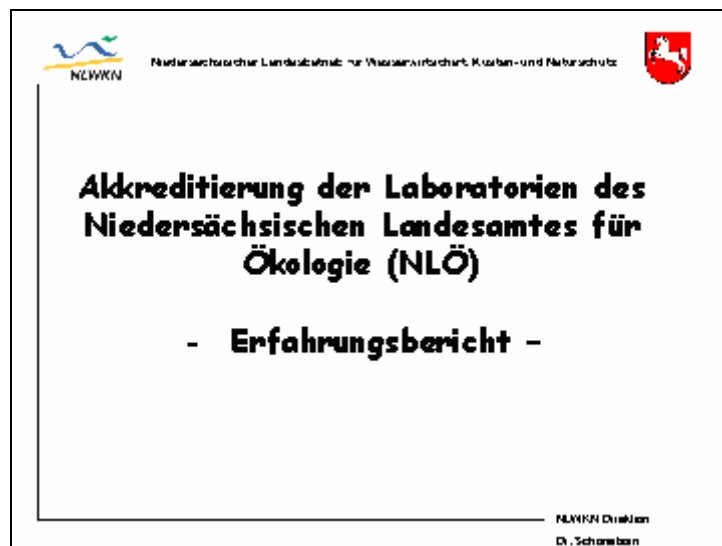 NLWKN
Niedersächsischer Landesbetrieb für Wasserwirtschaft, Küsten- und Naturschutz
Akkreditierung der Laboratorien des
Niedersächsischen Landesamtes für
Ökologie (NLÖ)
- Erfahrungsbericht –
NLWKN Direktion
Dr.